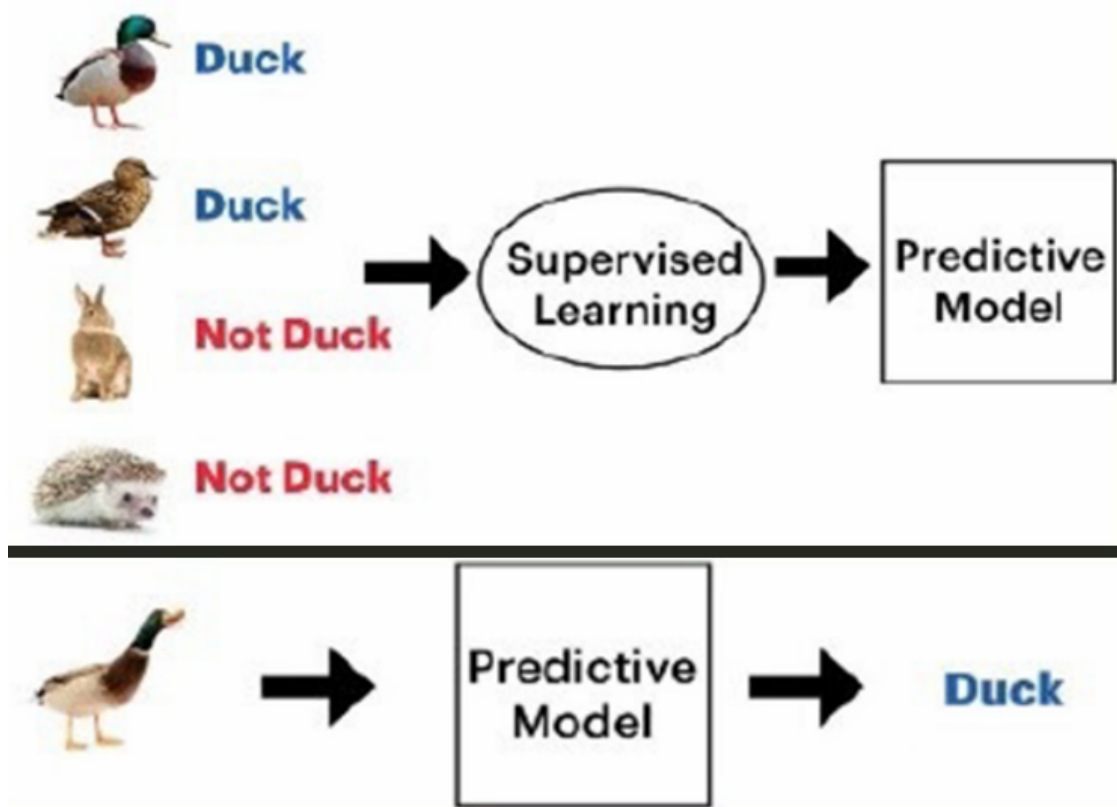 Duck
Duck
Not Duck
Not Duck
Supervised
Learning
Predictive
Model
Predictive
Model
Duck